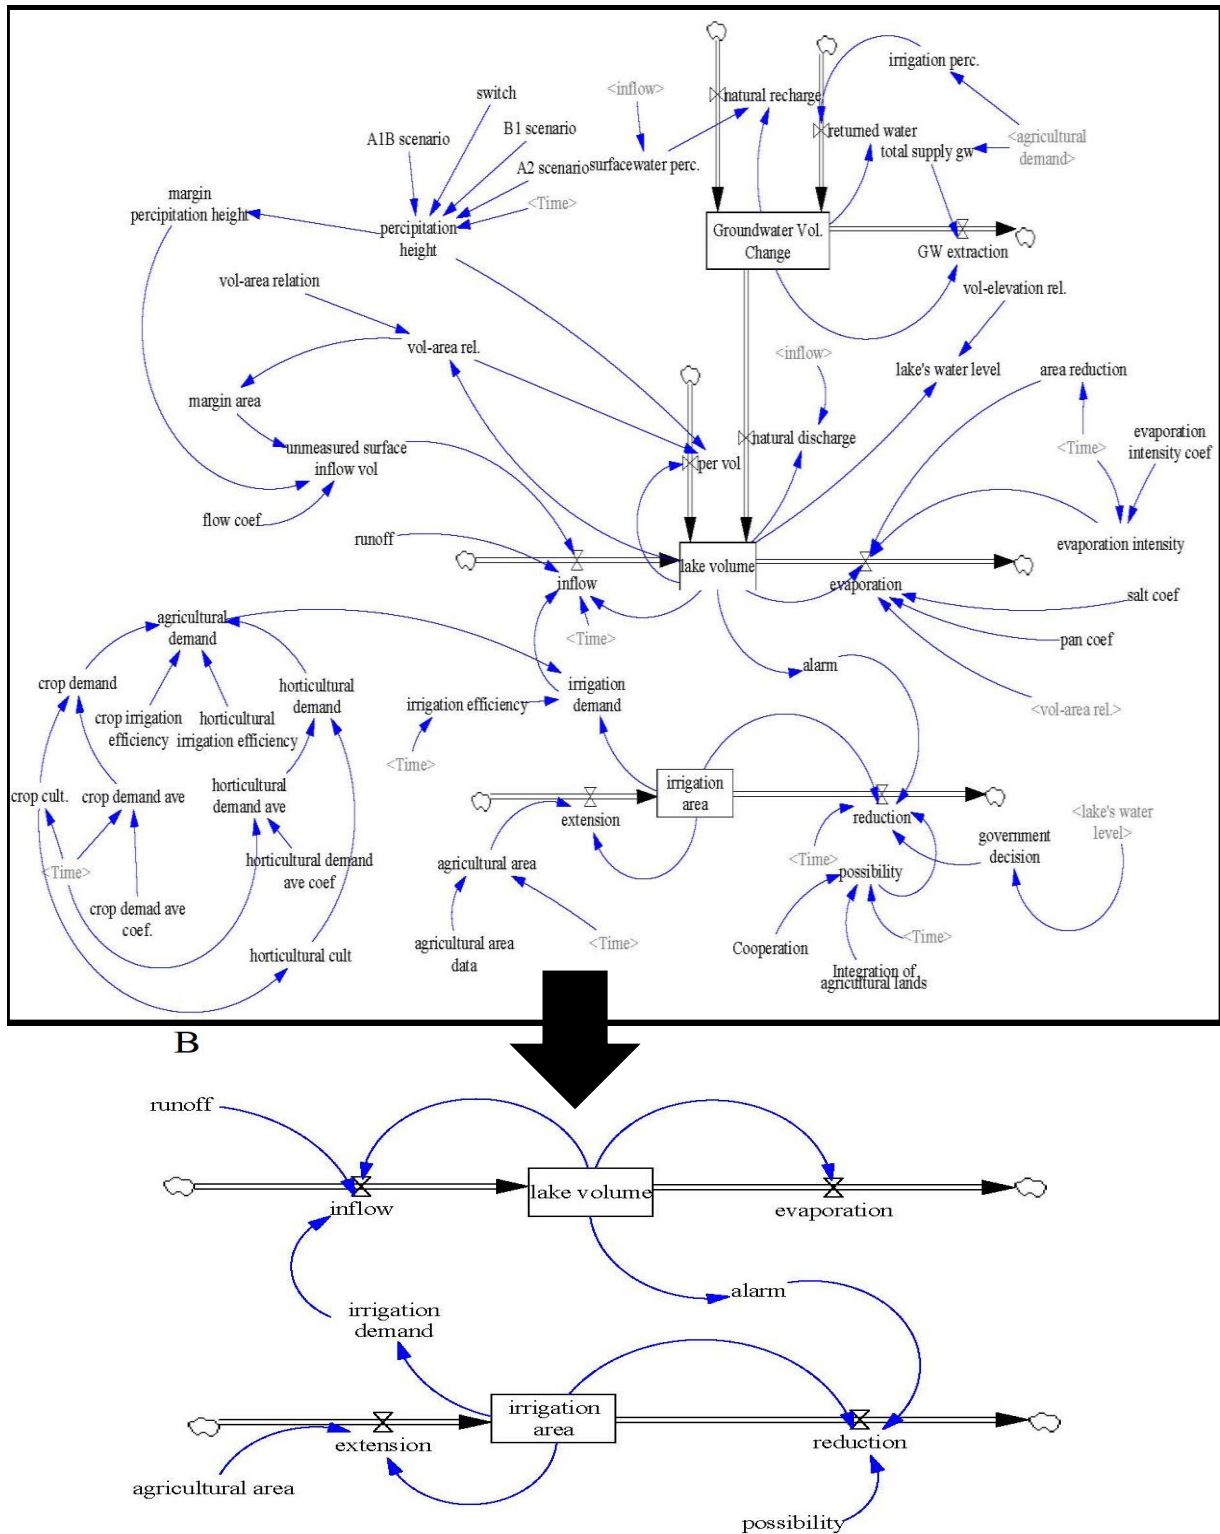 irrigation perc.
<inflow>
switch
natural recharge
B1 scenario
A1B scenario
returned water
<agricultural
demand>
total supply gw
A2 scenario
surfacewater perc.
margin
percipitation height
<Time>
percipitation
height
Groundwater Vol.
Change
GW extraction
vol-area relation
vol-elevation rel.
vol-area rel.
<inflow>
lake's water level
area reduction
margin area
evaporation
intensity coef
natural discharge
<Time>
unmeasured surface
inflow vol
per vol
flow coef.
runoff
evaporation intensity
lake volume
inflow
evaporation
salt coef
agricultural
demand
<Time>
pan coef
alarm
crop demand
horticultural
demand
irrigation
demand
irrigation efficiency
<vol-area rel.>
crop irrigation
efficiency
horticultural
irrigation efficiency
<Time>
irrigation
area
crop cult.
crop demand ave
horticultural
demand ave
extension
reduction
<lake's water
level>
government
decision
<Time>
horticultural demand
ave coef
agricultural area
<Time>
possibility
crop demad ave
coef.
horticultural cult
agricultural area
data
<Time>
Cooperation
<Time>
Integration of
agricultural lands
B
runoff
lake volume
inflow
evaporation
alarm
irrigation
demand
irrigation
area
extension
reduction
agricultural area
possibility